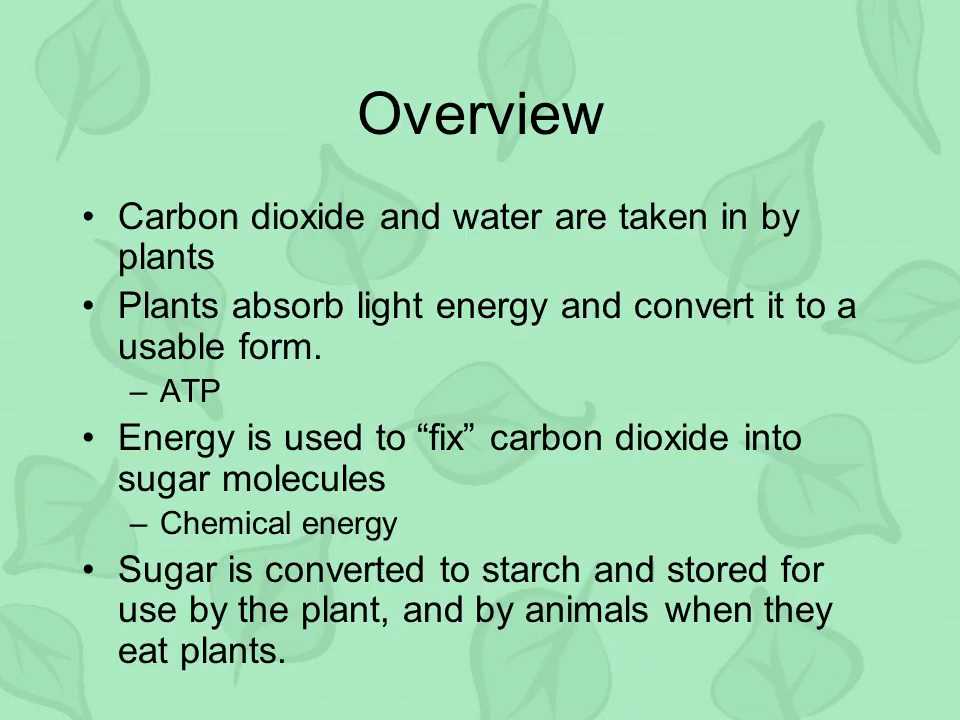 Overview
• Carbon dioxide and water are taken in by
plants
• Plants absorb light energy and convert it to a
usable form.
– ATP
• Energy is used to “fix” carbon dioxide into
sugar molecules
– Chemical energy
• Sugar is converted to starch and stored for
use by the plant, and by animals when they
eat plants.